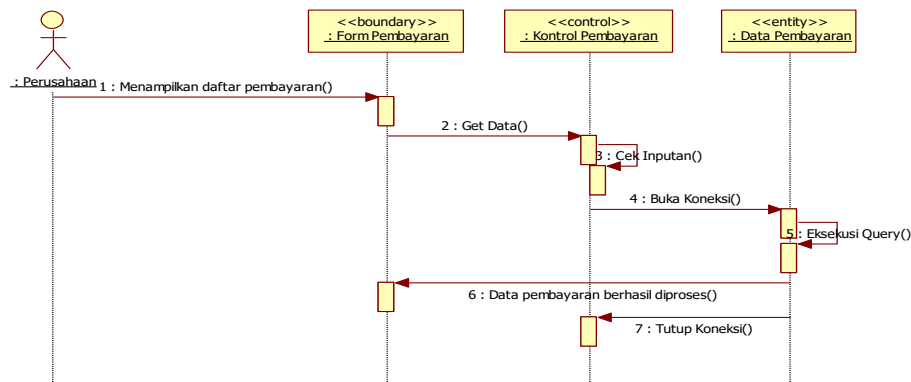 <<boundary>>
: Form Pembayaran
<<control>>
: Kontrol Pembayaran
<<entity>>
: Data Pembayaran
: Perusahaan
1 : Menampilkan daftar pembayaran()
2 : Get Data()
3 : Cek Inputan()
4 : Buka Koneksi()
5 : Eksekusi Query()
6 : Data pembayaran berhasil diproses()
7 : Tutup Koneksi()